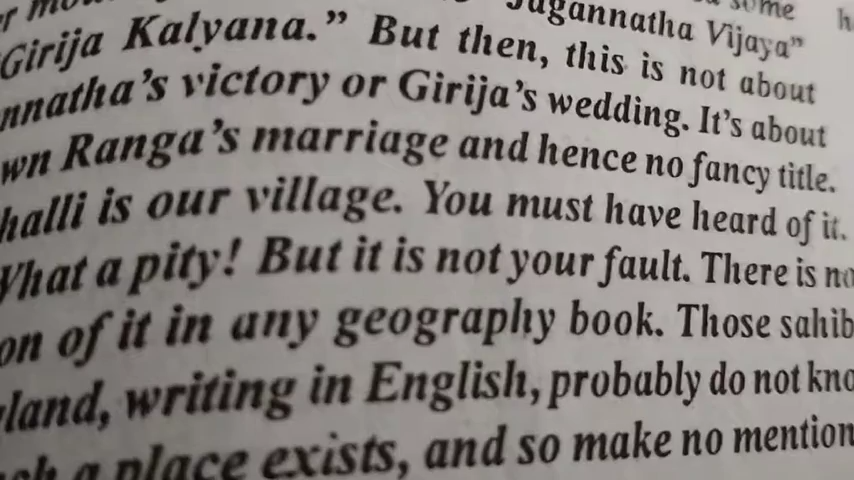 some
Jagannatha Vijaya”
Girija Kalyana.” But then, this is not about
nnatha’s victory or Girija’s wedding. It’s about
wn Ranga’s marriage and hence no fancy title.
halli is our village. You must have heard of it.
What a pity! But it is not your fault. There is no
on of it in any geography book. Those sahib
land, writing in English, probably do not kno
ch a place exists, and so make no mention